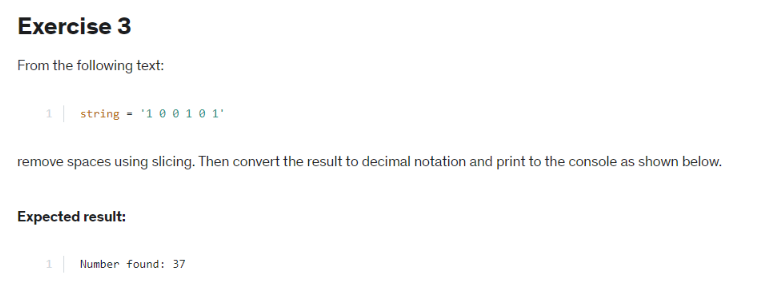 Exercise 3
From the following text:
1 string = '1 0 0 1 0 1'
remove spaces using slicing. Then convert the result to decimal notation and print to the console as shown below.
Expected result:
1 Number found: 37